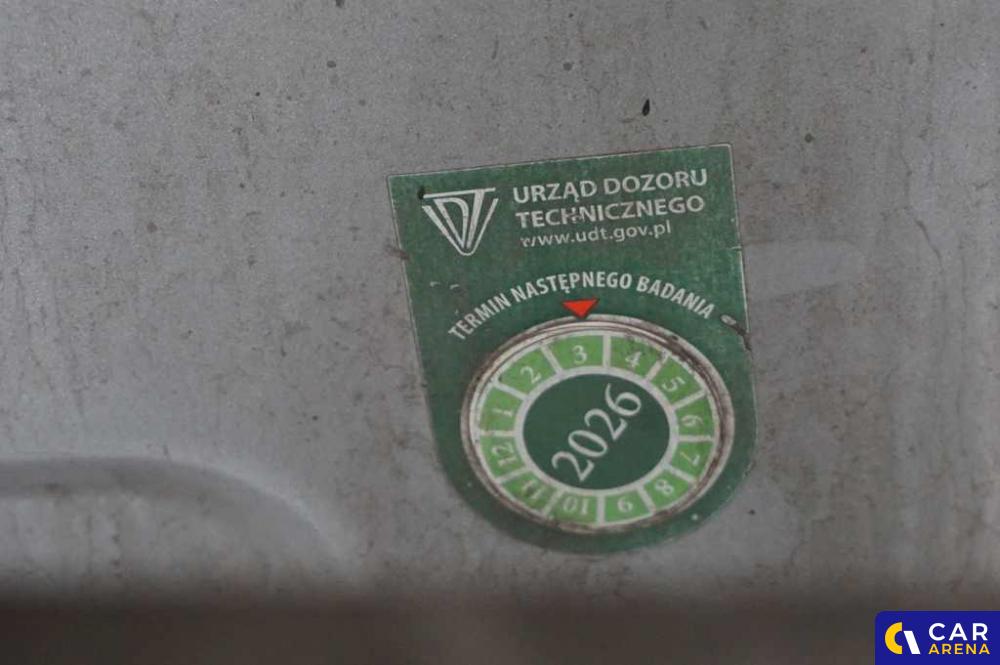 URZĄD DOZORU
TECHNICZNEGO
www.udt.gov.pl
TERMIN NASTĘPNEGO BADANIA
1 2 3 4 5 6 7 8 9 10 11 12
2026
CAR
ARENA